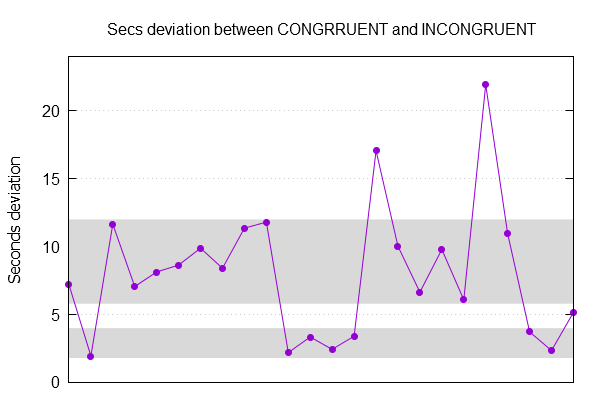 Secs deviation between CONGRRUENT and INCONGRUENT
Seconds deviation
20
15
10
5
0